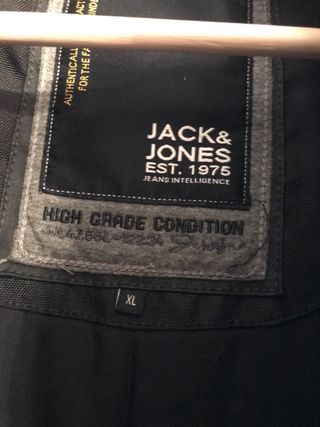 AUTHENTICALL
FOR THE FA
JACK&
JONES
EST. 1975
JEANS INTELLIGENCE
HIGH GRADE CONDITION
XL